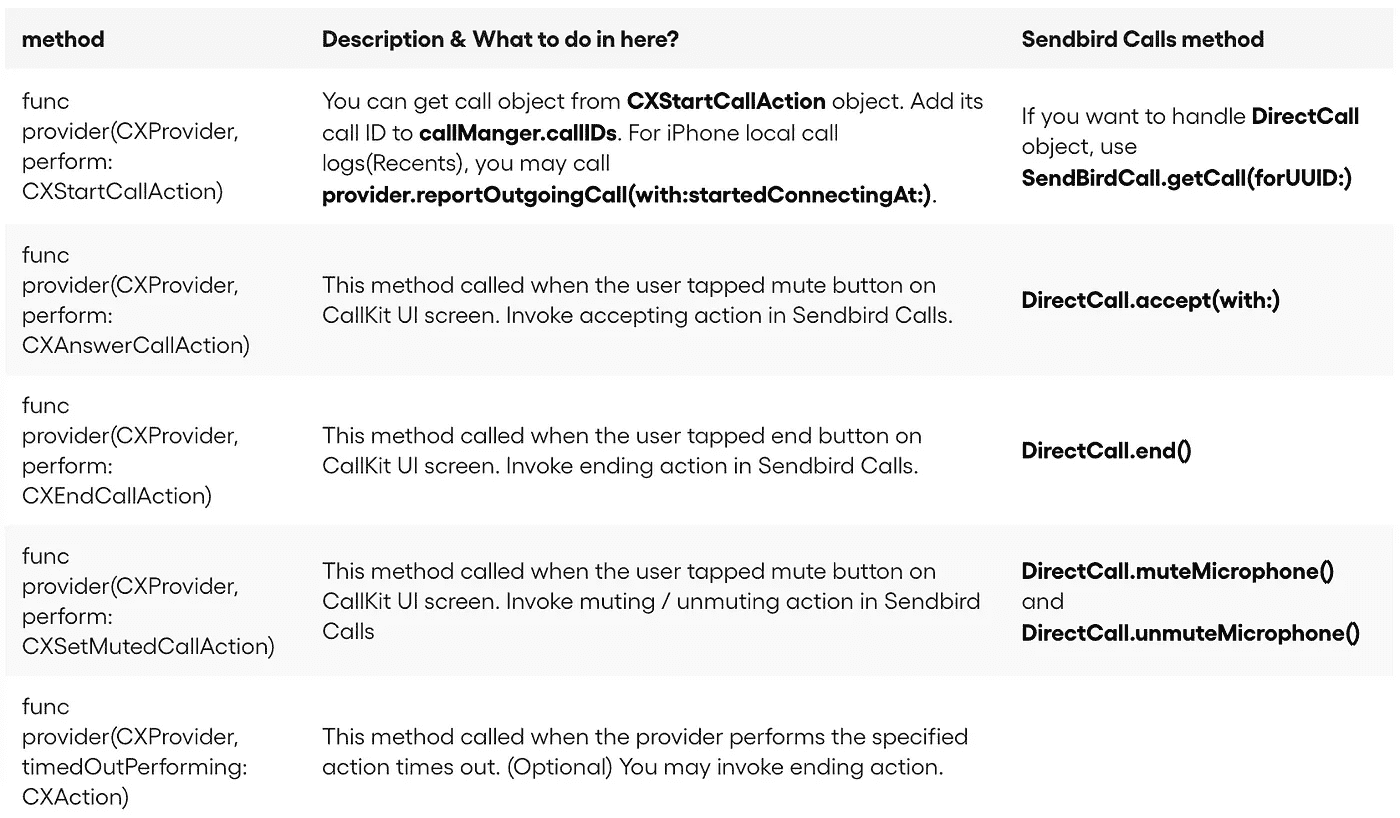 method
Description & What to do in here?
Sendbird Calls method
func
provider(CXProvider,
perform:
CXStartCallAction)
You can get call object from CXStartCallAction object. Add its
call ID to callManger.callIDs. For iPhone local call
logs(Recents), you may call
provider.reportOutgoingCall(with:startedConnectingAt:).
If you want to handle DirectCall
object, use
SendBirdCall.getCall(forUUID:)
func
provider(CXProvider,
perform:
CXAnswerCallAction)
This method called when the user tapped mute button on
CallKit UI screen. Invoke accepting action in Sendbird Calls.
DirectCall.accept(with:)
func
provider(CXProvider,
perform:
CXEndCallAction)
This method called when the user tapped end button on
CallKit UI screen. Invoke ending action in Sendbird Calls.
DirectCall.end()
func
provider(CXProvider,
perform:
CXSetMutedCallAction)
This method called when the user tapped mute button on
CallKit UI screen. Invoke muting / unmuting action in Sendbird
Calls
DirectCall.muteMicrophone()
and
DirectCall.unmuteMicrophone()
func
provider(CXProvider,
timedOutPerforming:
CXAction)
This method called when the provider performs the specified
action times out. (Optional) You may invoke ending action.